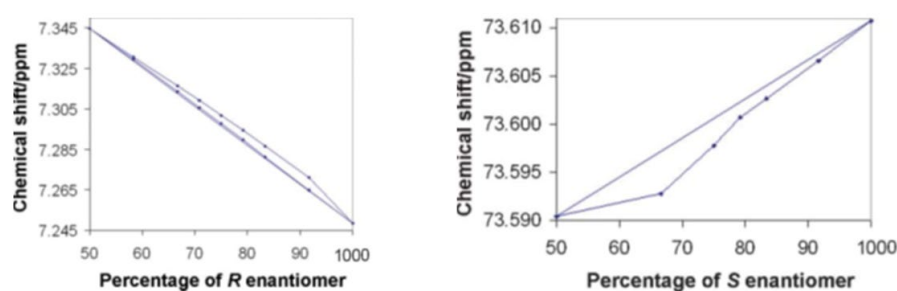 Chemical shift/ppm
7.345
7.325
7.305
7.285
7.265
7.245
50 60 70 80 90 1000
Percentage of R enantiomer
Chemical shift/ppm
73.610
73.605
73.600
73.595
73.590
50 60 70 80 90 1000
Percentage of S enantiomer